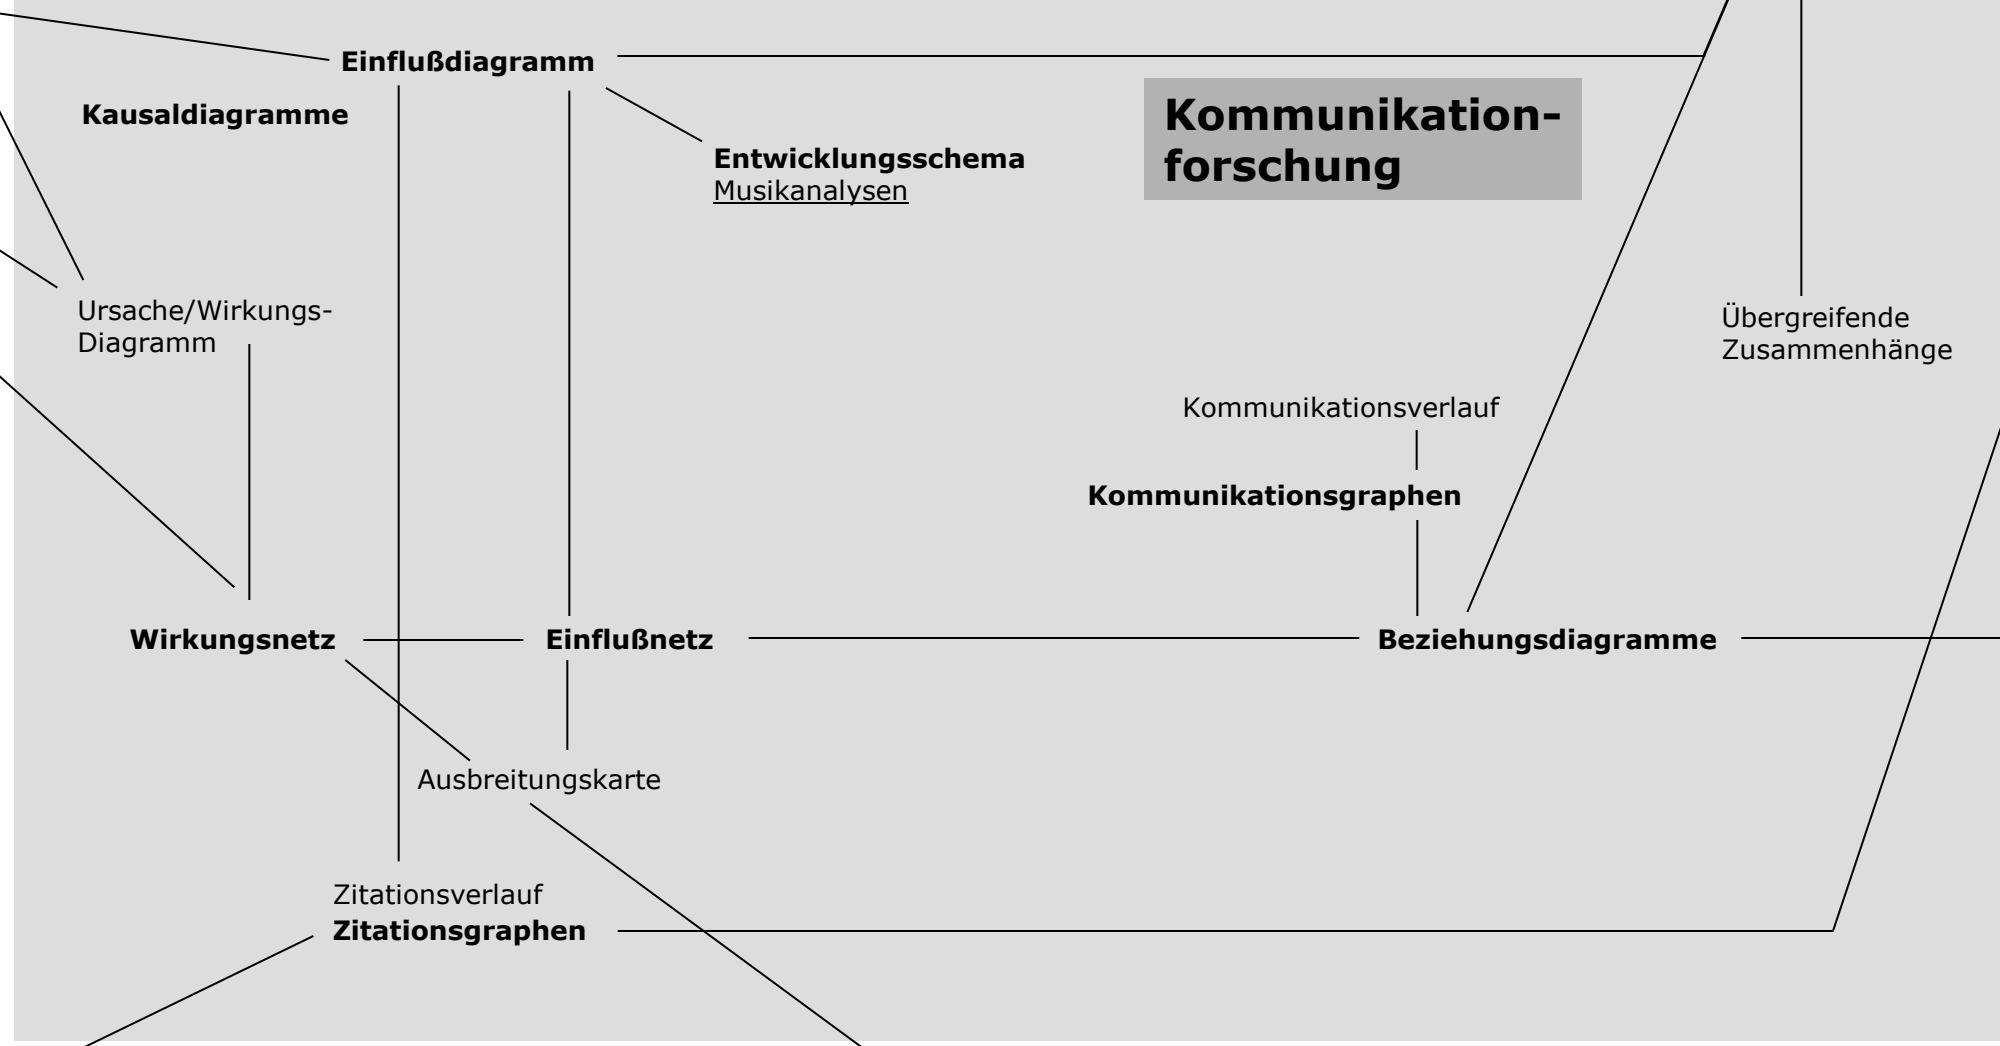 Einflußdiagramm
Kausaldiagramme
Kommunikation-
forschung
Entwicklungsschema
Musikanalysen
Ursache/Wirkungs-
Diagramm
Übergreifende
Zusammenhänge
Kommunikationsverlauf
Kommunikationsgraphen
Wirkungsnetz
Einflußnetz
Beziehungsdiagramme
Ausbreitungskarte
Zitationsverlauf
Zitationsgraphen